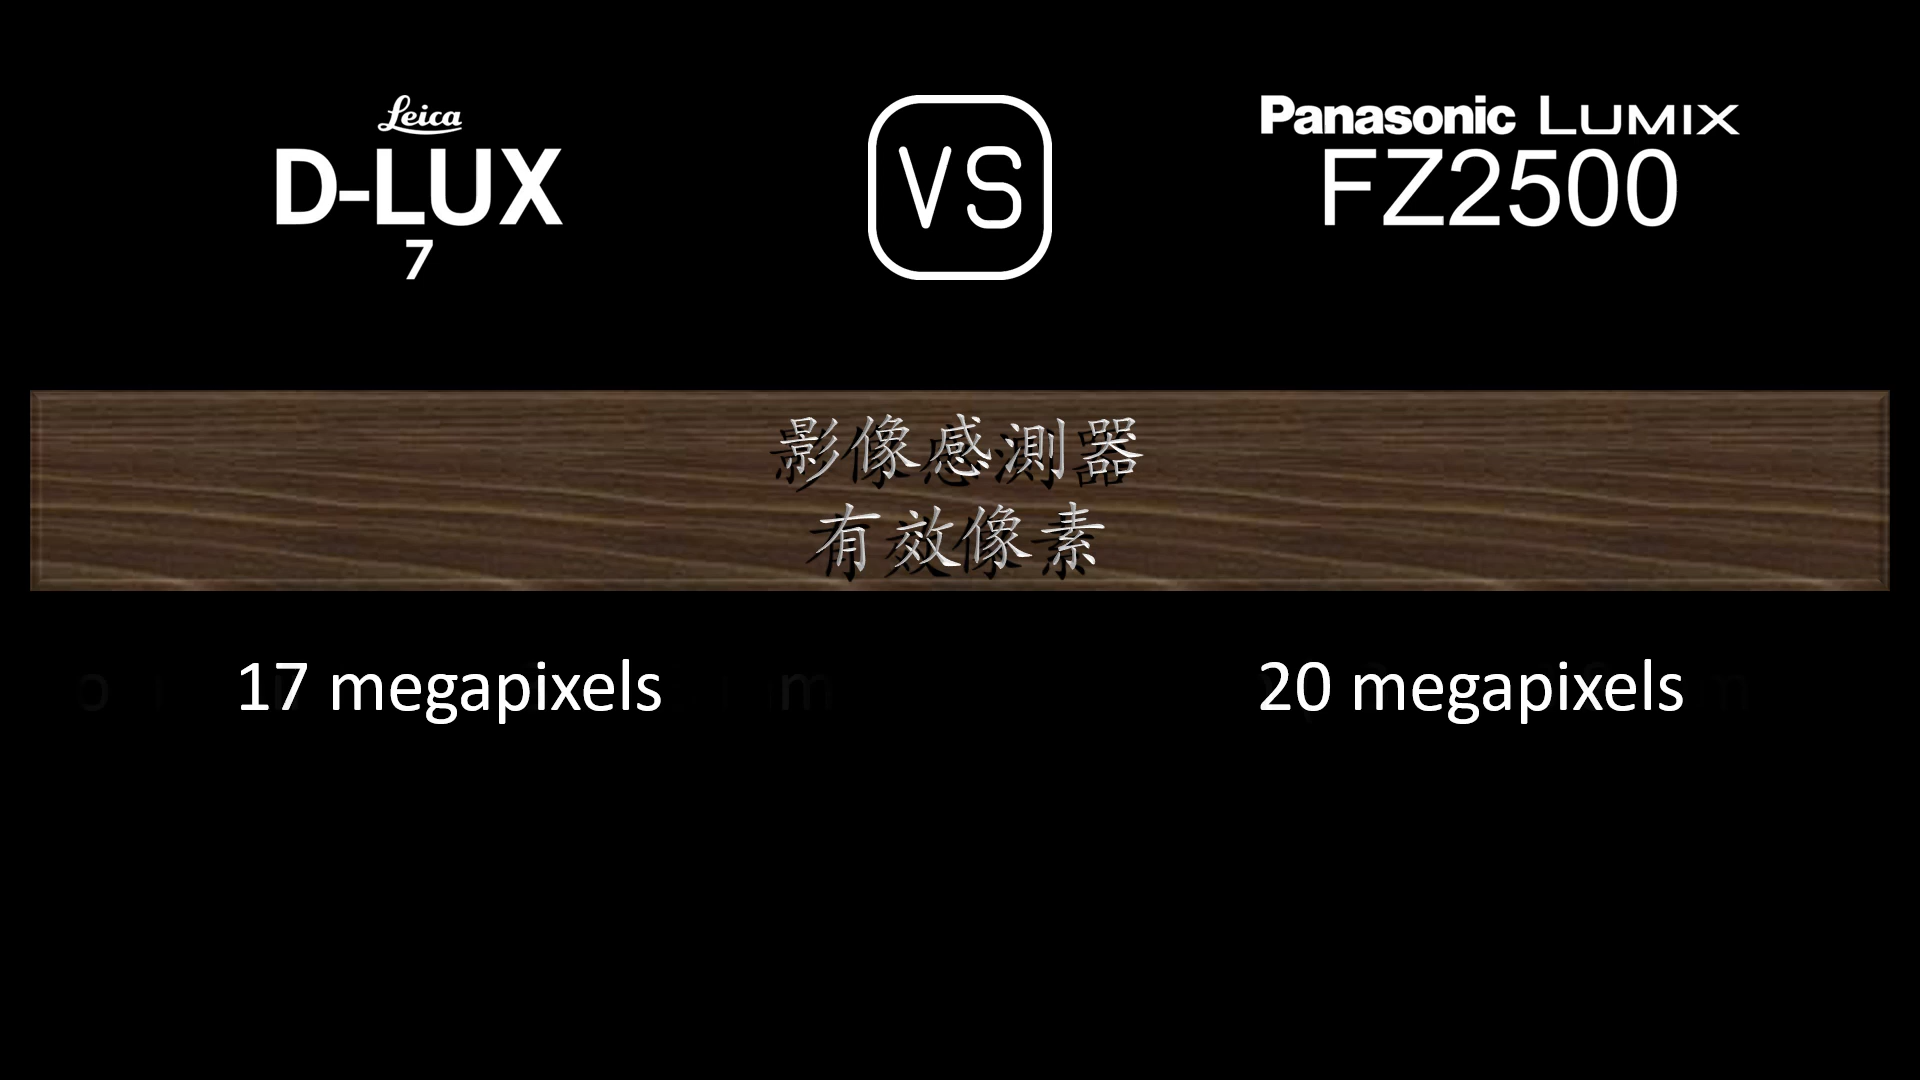 Leica
D-LUX
7
VS
Panasonic LUMIX
FZ2500
影像感測器
有效像素
17 megapixels
20 megapixels